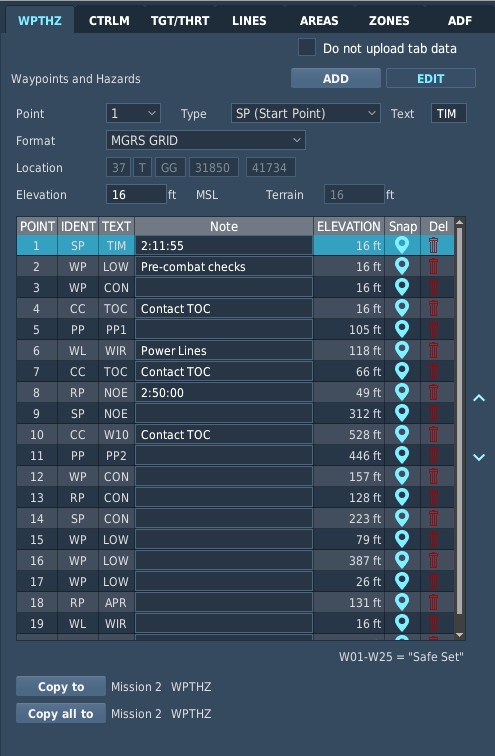 WPTHZ CTRLM TGT/THRT LINES AREAS ZONES ADF
Do not upload tab data
Waypoints and Hazards ADD EDIT
Point 1 Type SP (Start Point) Text TIM
Format MGRS GRID
Location 37 T GG 31850 41734
Elevation 16 ft MSL Terrain 16 ft
POINT IDENT TEXT Note ELEVATION Snap Del
1 SP TIM 2:11:55 16 ft
2 WP LOW Pre-combat checks 16 ft
3 WP CON 16 ft
4 CC TOC Contact TOC 16 ft
5 PP PP1 105 ft
6 WL WIR Power Lines 118 ft
7 CC TOC Contact TOC 66 ft
8 RP NOE 2:50:00 49 ft
9 SP NOE 312 ft
10 CC W10 Contact TOC 528 ft
11 PP PP2 446 ft
12 WP CON 157 ft
13 RP CON 128 ft
14 SP CON 223 ft
15 WP LOW 79 ft
16 WP LOW 387 ft
17 WP LOW 26 ft
18 RP APR 131 ft
19 WL WIR 16 ft
W01-W25 = "Safe Set"
Copy to Mission 2 WPTHZ
Copy all to Mission 2 WPTHZ